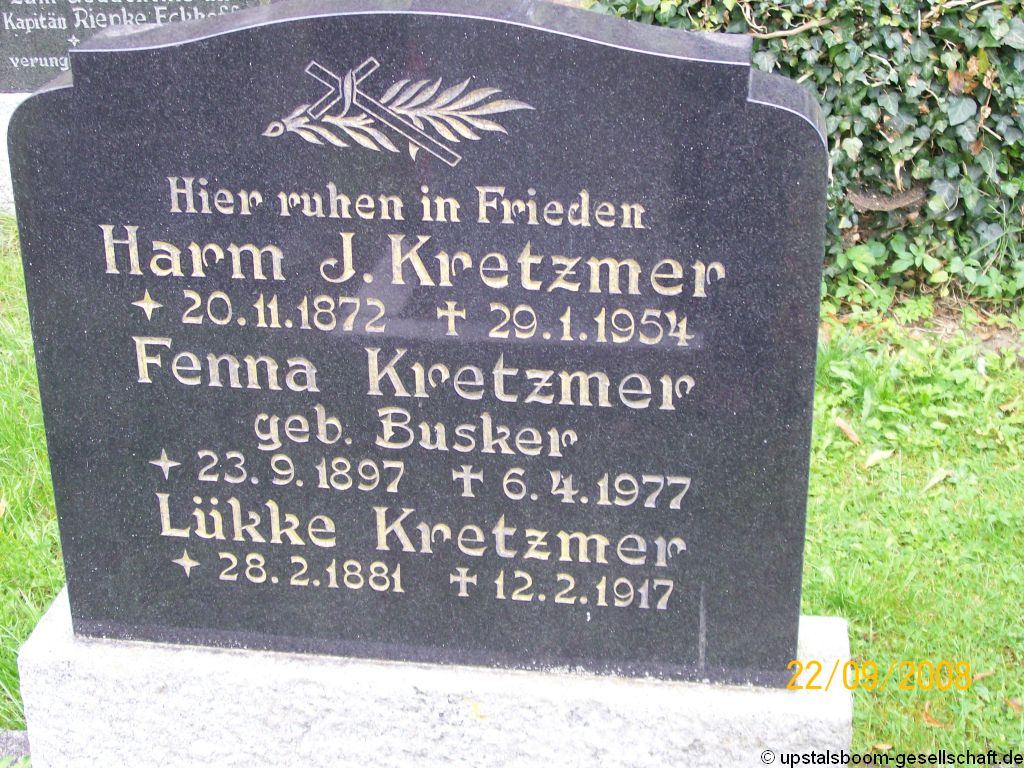 Kapitän Rienke
verung
Hier ruhen in Frieden
Harm J. Kretzmer
20.11.1872 † 29.1.1954
Fenna Kretzmer
geb. Busker
23.9.1897 † 6.4.1977
Lükke Kretzmer
28.2.1881 † 12.2.1917
22/09/2008
© upstalsboom-gesellschaft.de